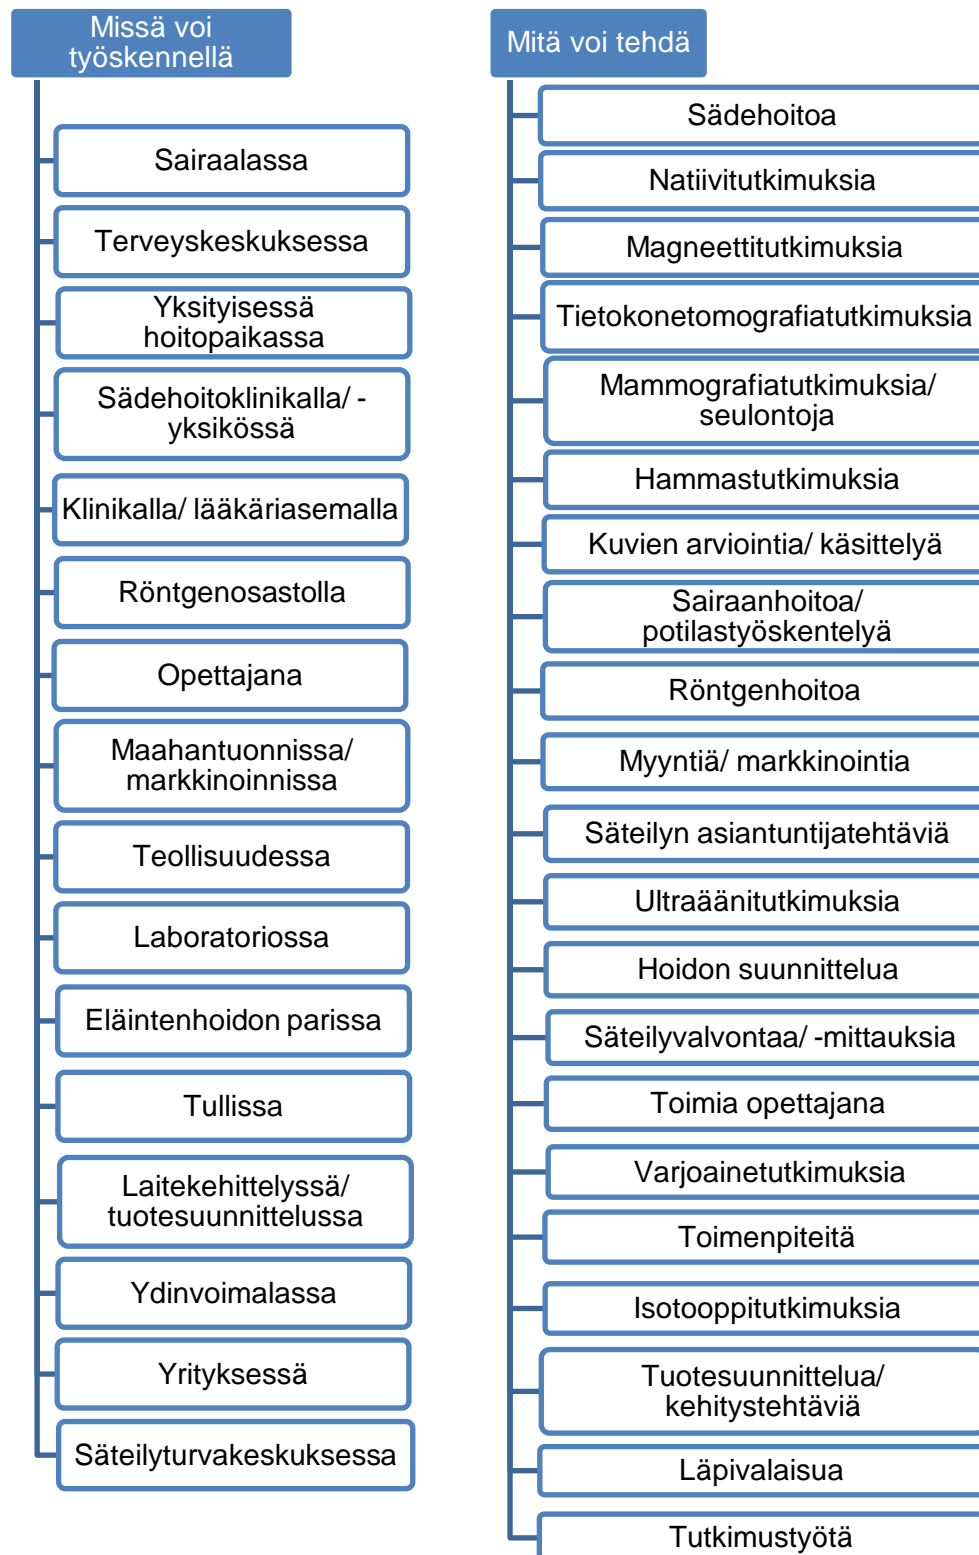 Missä voi
työskennellä
Sairaalassa
Terveyskeskuksessa
Yksityisessä
hoitopaikassa
Sädehoitoklinikalla/ -
yksikössä
Klinikalla/ lääkäriasemalla
Röntgenosastolla
Opettajana
Maahantuonnissa/
markkinoinnissa
Teollisuudessa
Laboratoriossa
Eläintenhoidon parissa
Tullissa
Laitekehittelyssä/
tuotesuunnittelussa
Ydinvoimalassa
Yrityksessä
Säteilyturvakeskuksessa
Mitä voi tehdä
Sädehoitoa
Natiivitutkimuksia
Magneettitutkimuksia
Tietokonetomografiatutkimuksia
Mammografiatutkimuksia/
seulontoja
Hammastutkimuksia
Kuvien arviointia/ käsittelyä
Sairaanhoitoa/
potilastyöskentelyä
Röntgenhoitoa
Myyntiä/ markkinointia
Säteilyn asiantuntijatehtäviä
Ultraäänitutkimuksia
Hoidon suunnittelua
Säteilyvalvontaa/ -mittauksia
Toimia opettajana
Varjoainetutkimuksia
Toimenpiteitä
Isotooppitutkimuksia
Tuotesuunnittelua/
kehitystehtäviä
Läpivalaisua
Tutkimustyötä